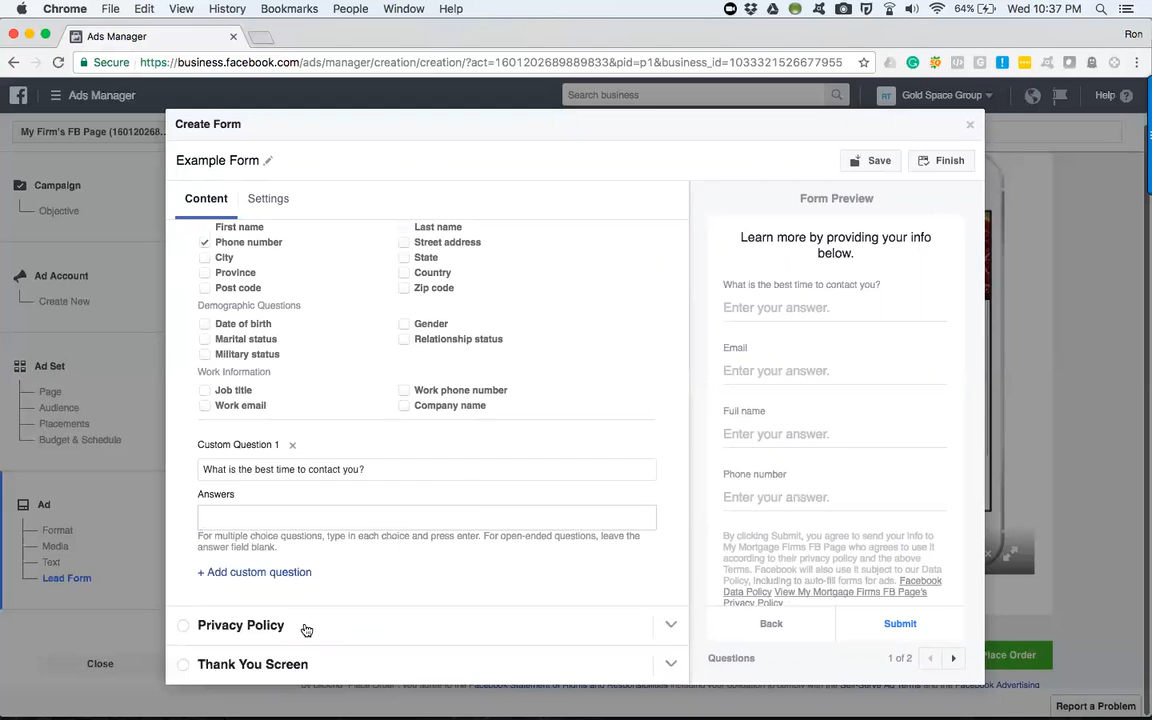 Chrome File Edit View History Bookmarks People Window Help 64% Wed 10:37 PM
Ads Manager
Ron
Secure https://business.facebook.com/ads/manager/creation/creation/?act=1601202689889833&pid=p1&business_id=1033321526677955
Ads Manager
Search business
RT Gold Space Group
Help
My Firm's FB Page (160120268...
Campaign
Objective
Ad Account
Create New
Ad Set
Page
Audience
Placements
Budget & Schedule
Ad
Format
Media
Text
Lead Form
Close
Create Form
Example Form
Save
Finish
Content
Settings
First name
Last name
Phone number
Street address
City
State
Province
Country
Post code
Zip code
Demographic Questions
Date of birth
Gender
Marital status
Relationship status
Military status
Work Information
Job title
Work phone number
Work email
Company name
Custom Question 1
What is the best time to contact you?
Answers
For multiple choice questions, type in each choice and press enter. For open-ended questions, leave the
answer field blank.
+ Add custom question
Privacy Policy
Thank You Screen
Form Preview
Learn more by providing your info
below.
What is the best time to contact you?
Enter your answer.
Email
Enter your answer.
Full name
Enter your answer.
Phone number
Enter your answer.
By clicking Submit, you agree to send your info to
My Mortgage Firms FB Page who agrees to use it
according to their privacy policy and the above
Terms. Facebook will also use it subject to our Data
Policy, including to auto-fill forms for ads. Facebook
Data Policy View My Mortgage Firms FB Page's
Privacy Policy
Back
Submit
Questions
1 of 2
Place Order
Report a Problem